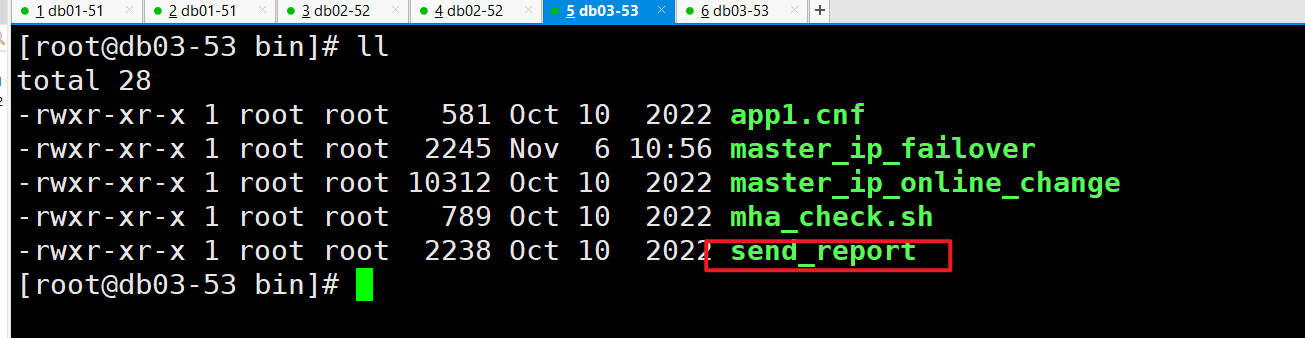 1 db01-51 × 2 db01-51 × 3 db02-52 × 4 db02-52 × 5 db03-53 × 6 db03-53 × +
[root@db03-53 bin]# ll
total 28
-rwxr-xr-x 1 root root   581 Oct 10  2022 app1.cnf
-rwxr-xr-x 1 root root  2245 Nov  6 10:56 master_ip_failover
-rwxr-xr-x 1 root root 10312 Oct 10  2022 master_ip_online_change
-rwxr-xr-x 1 root root   789 Oct 10  2022 mha_check.sh
-rwxr-xr-x 1 root root  2238 Oct 10  2022 send_report
[root@db03-53 bin]#